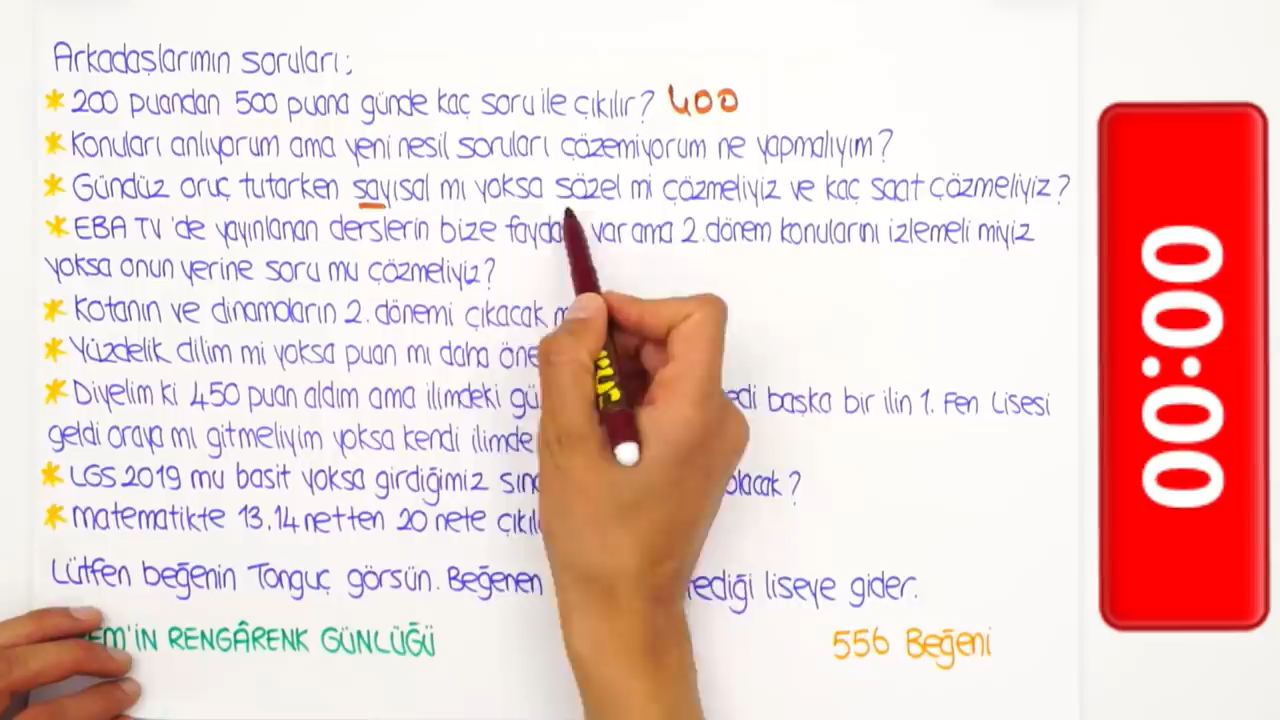 Arkadaşlarımın soruları;
* 200 puandan 500 puana günde kaç soru ile çıkılır? 400
* Konuları anlıyorum ama yeni nesil soruları çözemiyorum ne yapmalıyım?
* Gündüz oruç tutarken sayısal mı yoksa sözel mi çözmeliyiz ve kaç saat çözmeliyiz?
* EBA TV'de yayınlanan derslerin bize var ama 2.dönem konularını izlemeli miyiz
yoksa onun yerine soru mu çözmeliyiz?
* Kotanın ve dinamoların 2. dönemi çıkacak
* Yüzdelik dilim mi yoksa puan mı daha
* Diyelim ki 450 puan aldım ama ilimdeki başka bir ilin 1. Fen Lisesi
geldi oraya mı gitmeliyim yoksa kendi ilimde
* LGS 2019 mu basit yoksa girdiğimiz olacak?
* matematikte 13,14 netten 20 nete
Lütfen beğenin Tonguç görsün. Beğenen liseye gider.
RENGÂRENK GÜNLÜĞÜ
556 Beğeni
00:00